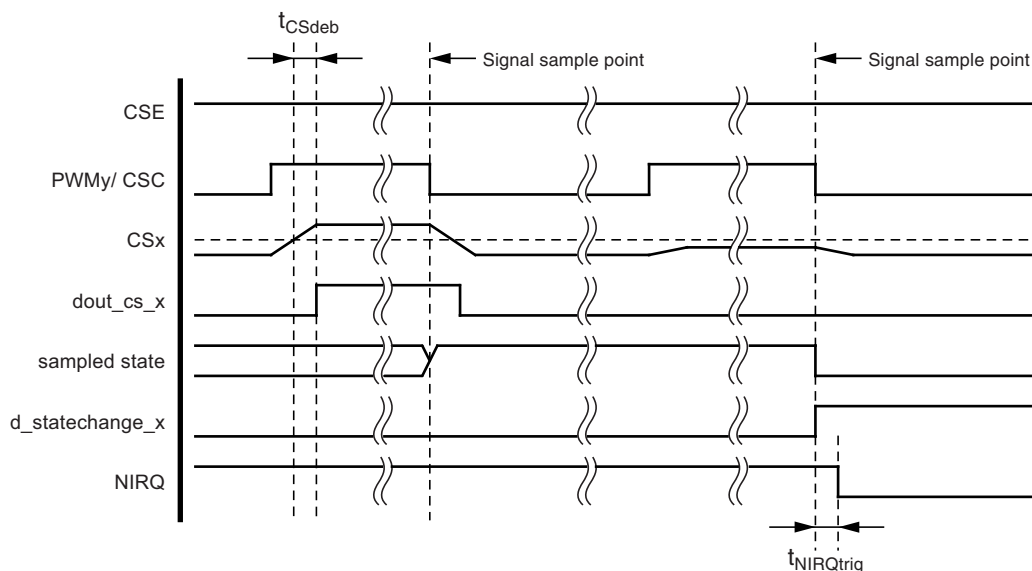 tCSdeb
Signal sample point
Signal sample point
CSE
PWMy/ CSC
CSx
dout_cs_x
sampled state
d_statechange_x
NIRQ
tNIRQtrig